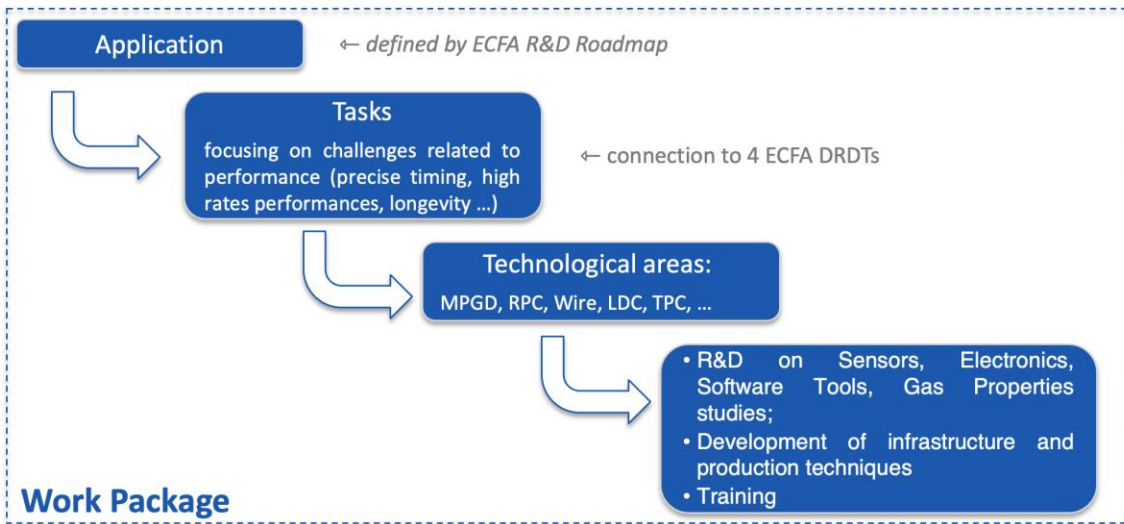 Application
⇐ defined by ECFA R&D Roadmap
Tasks
focusing on challenges related to
performance (precise timing, high
rates performances, longevity ...)
⇐ connection to 4 ECFA DRDTs
Technological areas:
MPGD, RPC, Wire, LDC, TPC, ...
• R&D on Sensors, Electronics,
Software Tools, Gas Properties
studies;
• Development of infrastructure and
production techniques
• Training
Work Package